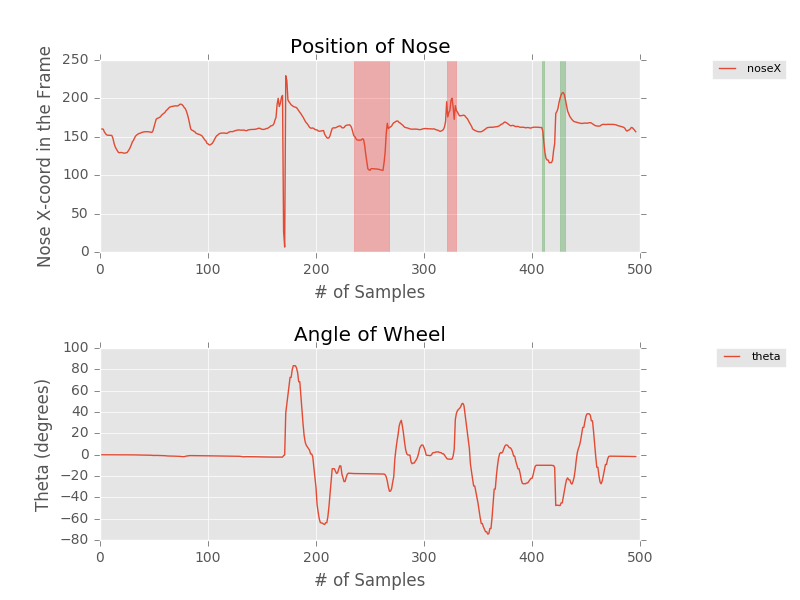 Position of Nose
250
200
150
100
50
0
Nose X-coord in the Frame
0 100 200 300 400 500
# of Samples
noseX
Angle of Wheel
100
80
60
40
20
0
−20
−40
−60
−80
Theta (degrees)
0 100 200 300 400 500
# of Samples
theta